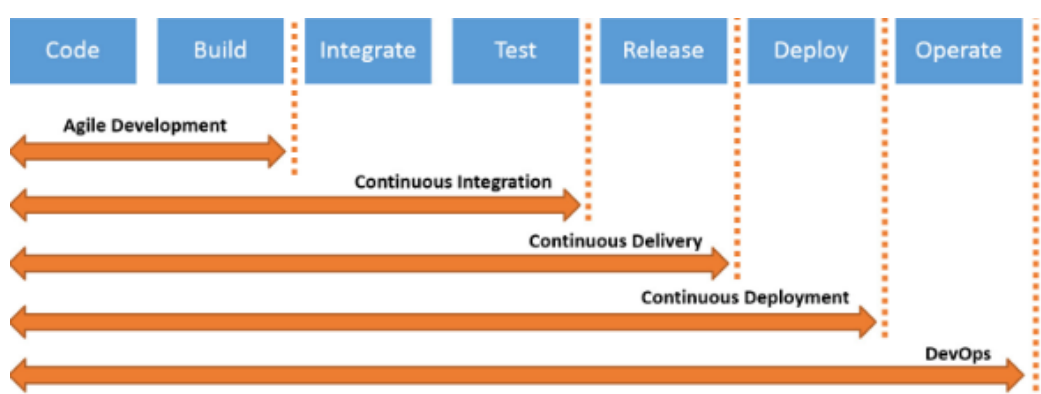 Code Build Integrate Test Release Deploy Operate
Agile Development
Continuous Integration
Continuous Delivery
Continuous Deployment
DevOps